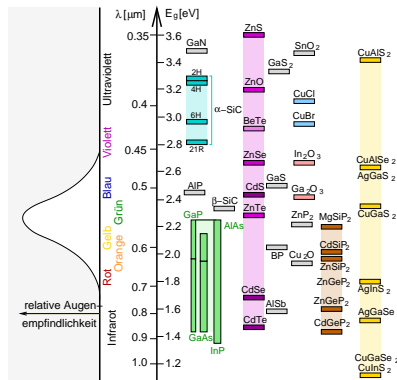 λ[nm] E_g[eV]
0.35
0.4
0.45
0.5
0.6
0.7
0.8
0.9
1.0
3.6
3.4
3.2
3.0
2.8
2.6
2.4
2.2
2.0
1.8
1.6
1.4
1.2
Ultraviolett
Violett
Blau
Grün
Gelb
Orange
Rot
Infrarot
relative Augen-
empfindlichkeit
GaN
2H
4H
6H
21R
α-SiC
AlP
β-SiC
GaP
AlAs
GaAs
InP
ZnS
ZnO
BeTe
ZnSe
CdS
ZnTe
CdSe
CdTe
GaS₂
GaS
BP
AlSb
SnO₂
CuCl
CuBr
In₂O₃
Ga₂O₃
ZnP₂
Cu₂O
MgSiP₂
CdSiP₂
ZnSiP₂
ZnGeP₂
ZnGeP₂
CdGeP₂
CuAlS₂
CuAlSe₂
AgGaS₂
CuGaS₂
AgInS₂
AgGaSe
CuGaSe₂
CuInS₂